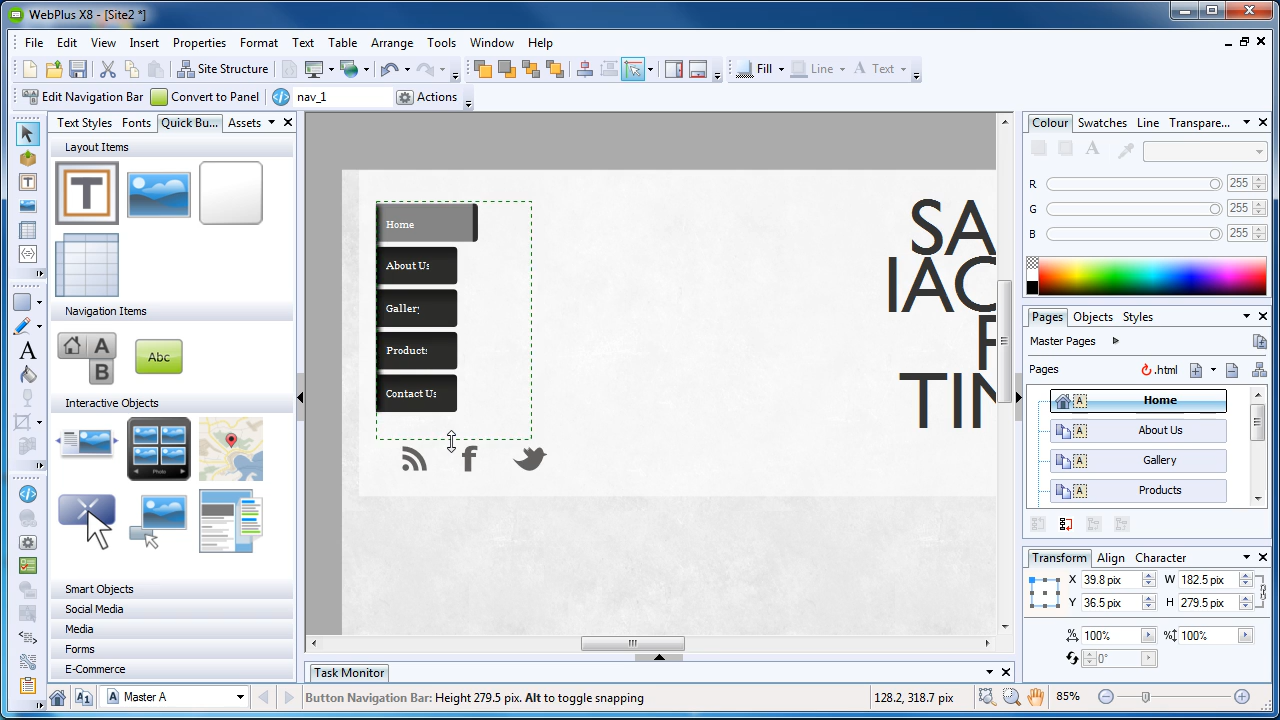 WebPlus X8 - [Site2 *]
File Edit View Insert Properties Format Text Table Arrange Tools Window Help
Site Structure Fill Line A Text
Edit Navigation Bar Convert to Panel nav_1 Actions
Text Styles Fonts Quick Bu... Assets
Layout Items
T
Navigation Items
A
B
Abc
Interactive Objects
Photo
Smart Objects
Social Media
Media
Forms
E-Commerce
Home
About Us
Gallery
Products
Contact Us
SA
TIN
Colour Swatches Line Transpare...
R 255
G 255
B 255
Pages Objects Styles
Master Pages
Pages .html
A Home
A About Us
A Gallery
A Products
Transform Align Character
X 39.8 pix W 182.5 pix
Y 36.5 pix H 279.5 pix
% 100% % 100%
0°
Task Monitor
A Master A
Button Navigation Bar: Height 279.5 pix. Alt to toggle snapping
128.2, 318.7 pix
85%